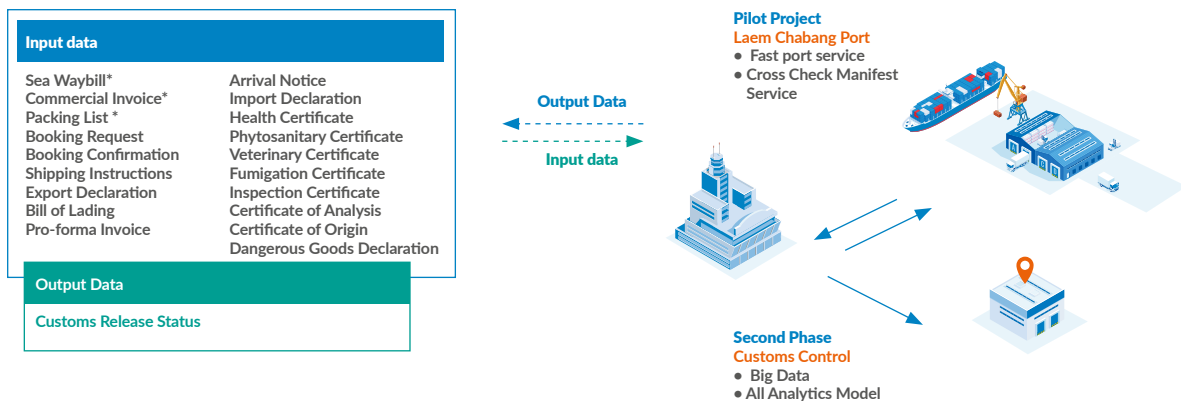 Input data
Sea Waybill*
Commercial Invoice*
Packing List *
Booking Request
Booking Confirmation
Shipping Instructions
Export Declaration
Bill of Lading
Pro-forma Invoice
Arrival Notice
Import Declaration
Health Certificate
Phytosanitary Certificate
Veterinary Certificate
Fumigation Certificate
Inspection Certificate
Certificate of Analysis
Certificate of Origin
Dangerous Goods Declaration
Output Data
Customs Release Status
Output Data
Input data
Pilot Project
Laem Chabang Port
• Fast port service
• Cross Check Manifest
Service
Second Phase
Customs Control
• Big Data
• All Analytics Model